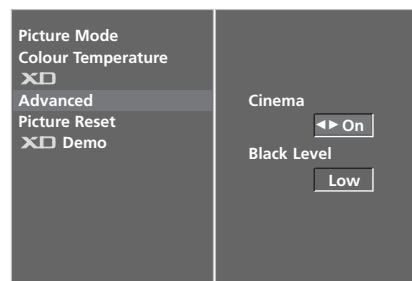 Picture Mode
Colour Temperature
XD
Advanced
Picture Reset
XD Demo
Cinema
◄► On
Black Level
Low